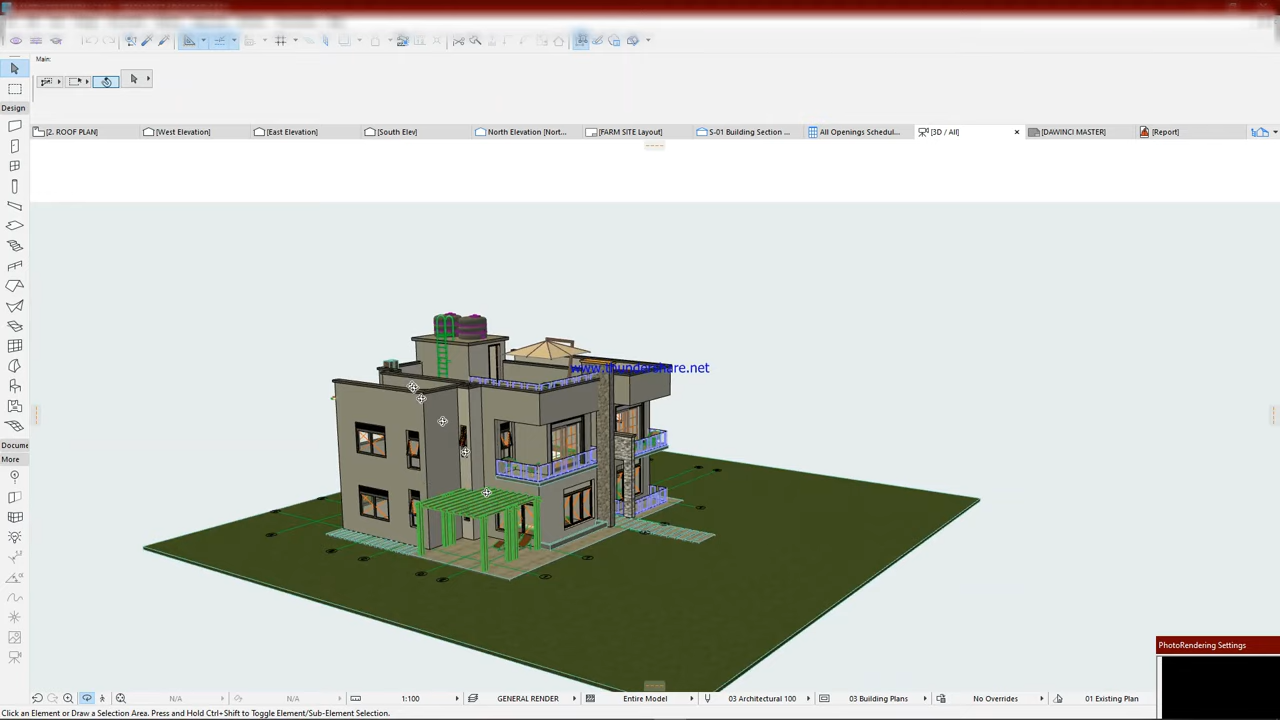 Main:
Design
[2. ROOF PLAN]
[West Elevation]
[East Elevation]
[South Elev]
North Elevation [Nort...
[FARM SITE Layout]
S-01 Building Section ...
All Openings Schedul...
[3D / All]
[DAWINCI MASTER]
[Report]
www.thundershare.net
Docume
More
PhotoRendering Settings
N/A
N/A
1:100
GENERAL RENDER
Entire Model
03 Architectural 100
03 Building Plans
No Overrides
01 Existing Plan
Click an Element or Draw a Selection Area. Press and Hold Ctrl+Shift to Toggle Element/Sub-Element Selection.